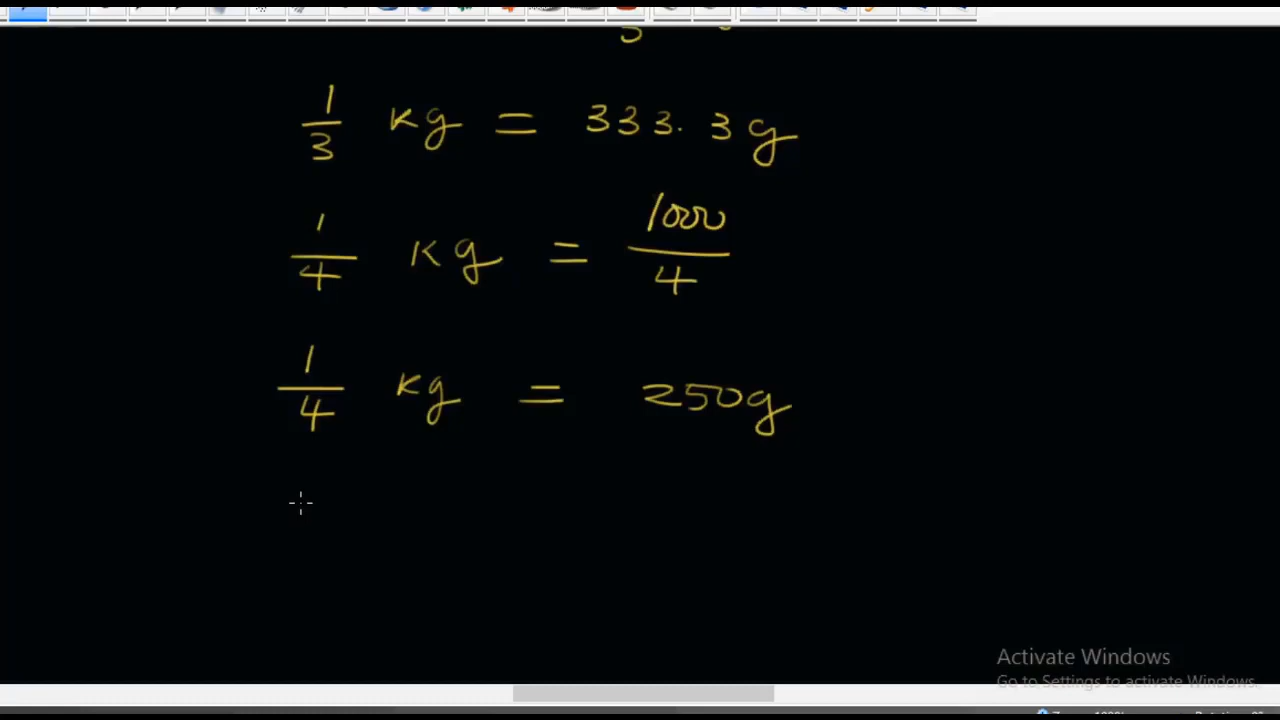 1/3 kg = 333.3g
1/4 kg = 1000/4
1/4 kg = 250g
Activate Windows
Go to Settings to activate Windows.